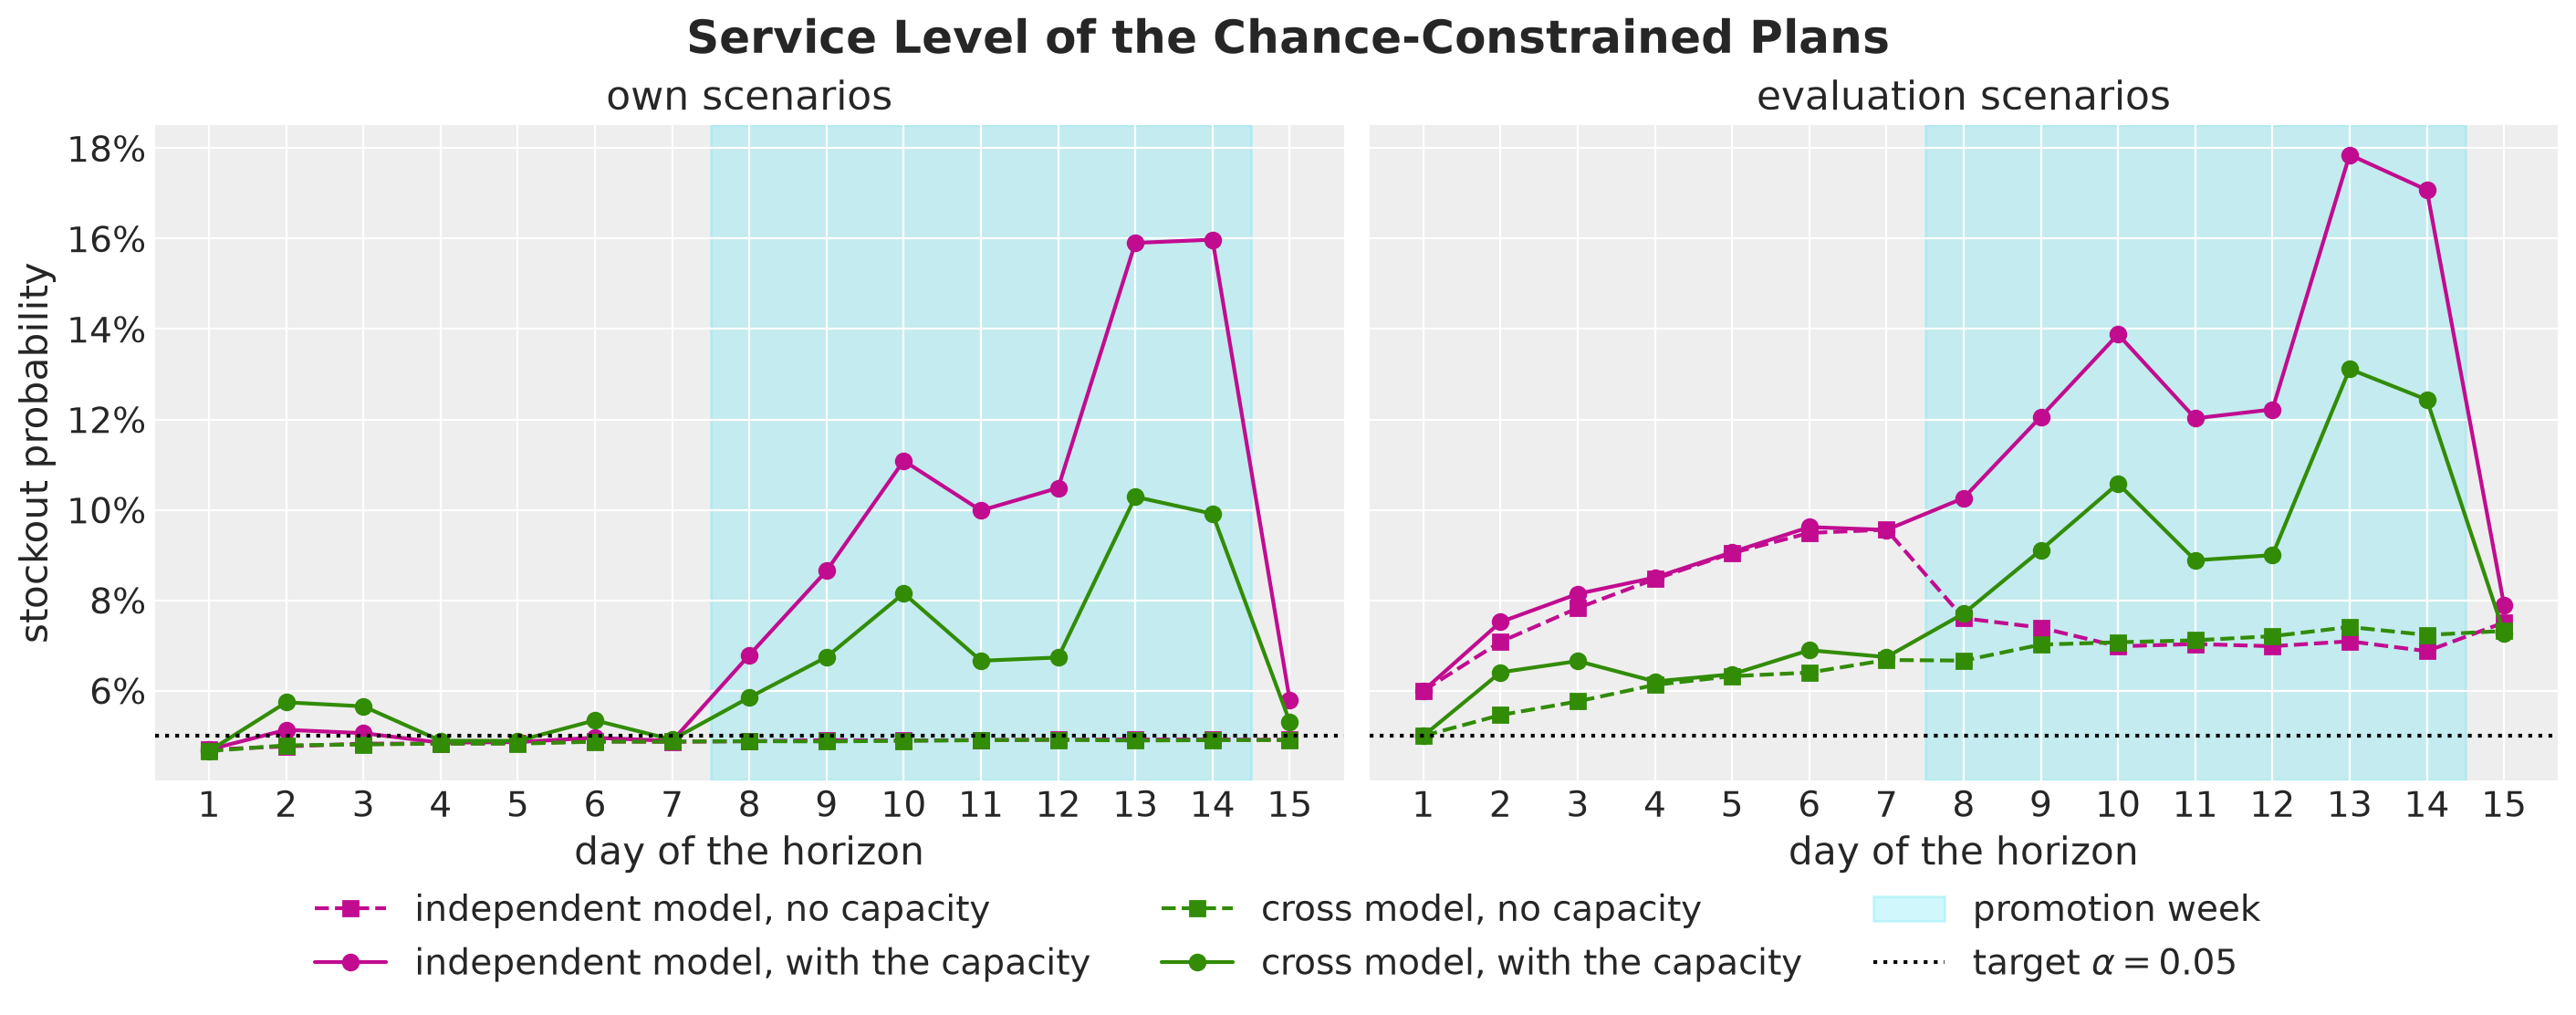 Service Level of the Chance-Constrained Plans
own scenarios
evaluation scenarios
stockout probability
18%
16%
14%
12%
10%
8%
6%
1 2 3 4 5 6 7 8 9 10 11 12 13 14 15
1 2 3 4 5 6 7 8 9 10 11 12 13 14 15
day of the horizon
day of the horizon
independent model, no capacity
independent model, with the capacity
cross model, no capacity
cross model, with the capacity
promotion week
target α = 0.05